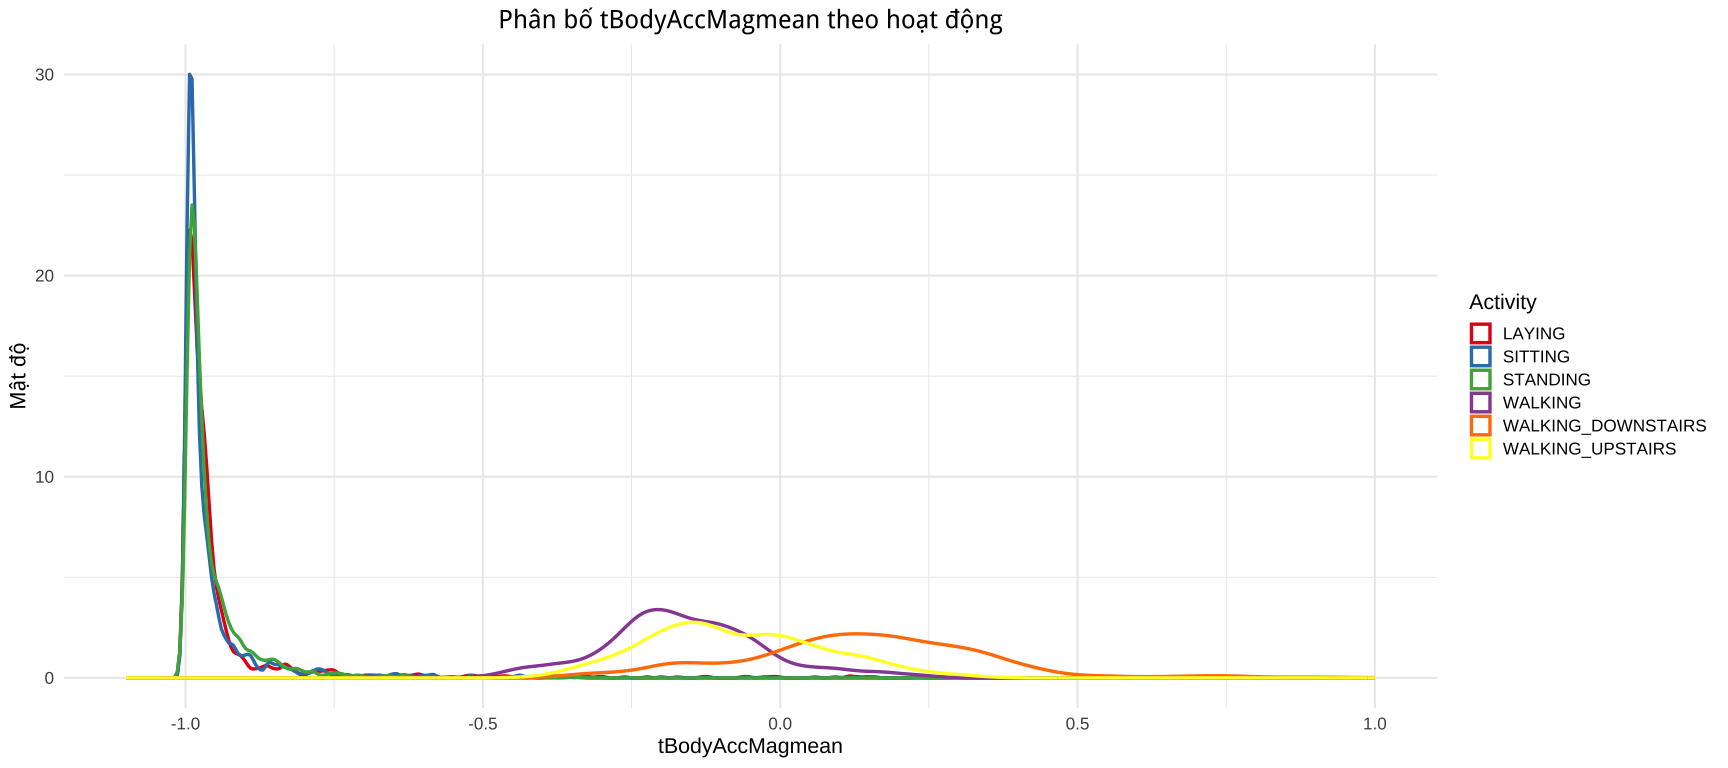 Phân bố tBodyAccMagmean theo hoạt động
Mật độ
30
20
10
0
-1.0
-0.5
0.0
0.5
1.0
tBodyAccMagmean
Activity
LAYING
SITTING
STANDING
WALKING
WALKING_DOWNSTAIRS
WALKING_UPSTAIRS